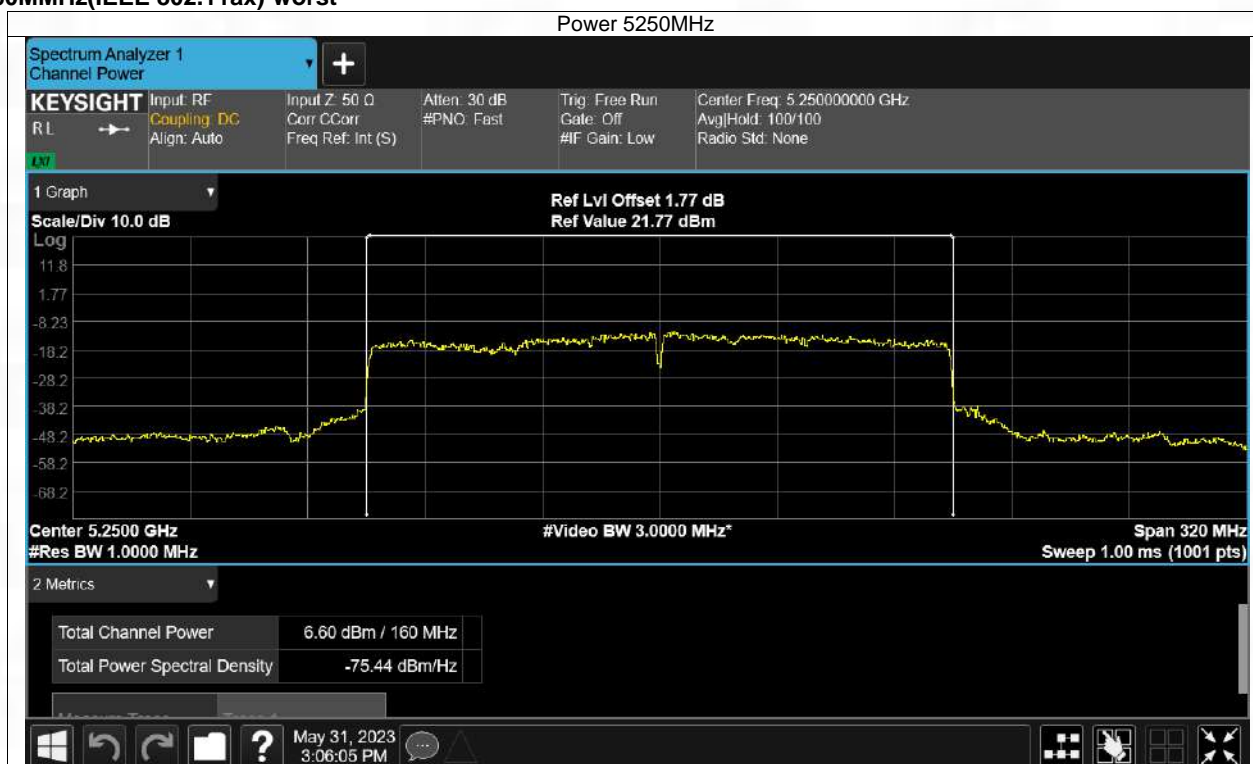 Power 5250MHz
Spectrum Analyzer 1
Channel Power
+
KEYSIGHT
RL
LXI
Input: RF
Coupling: DC
Align: Auto
Input Z: 50 Ω
Corr CCorr
Freq Ref: Int (S)
Atten: 30 dB
#PNO: Fast
Trig: Free Run
Gate: Off
#IF Gain: Low
Center Freq: 5.250000000 GHz
Avg|Hold: 100/100
Radio Std: None
1 Graph
Scale/Div 10.0 dB
Ref Lvl Offset 1.77 dB
Ref Value 21.77 dBm
Log
11.8
1.77
-8.23
-18.2
-28.2
-38.2
-48.2
-58.2
-68.2
Center 5.2500 GHz
#Video BW 3.0000 MHz*
Span 320 MHz
#Res BW 1.0000 MHz
Sweep 1.00 ms (1001 pts)
2 Metrics
Total Channel Power 6.60 dBm / 160 MHz
Total Power Spectral Density -75.44 dBm/Hz
?
May 31, 2023
3:06:05 PM